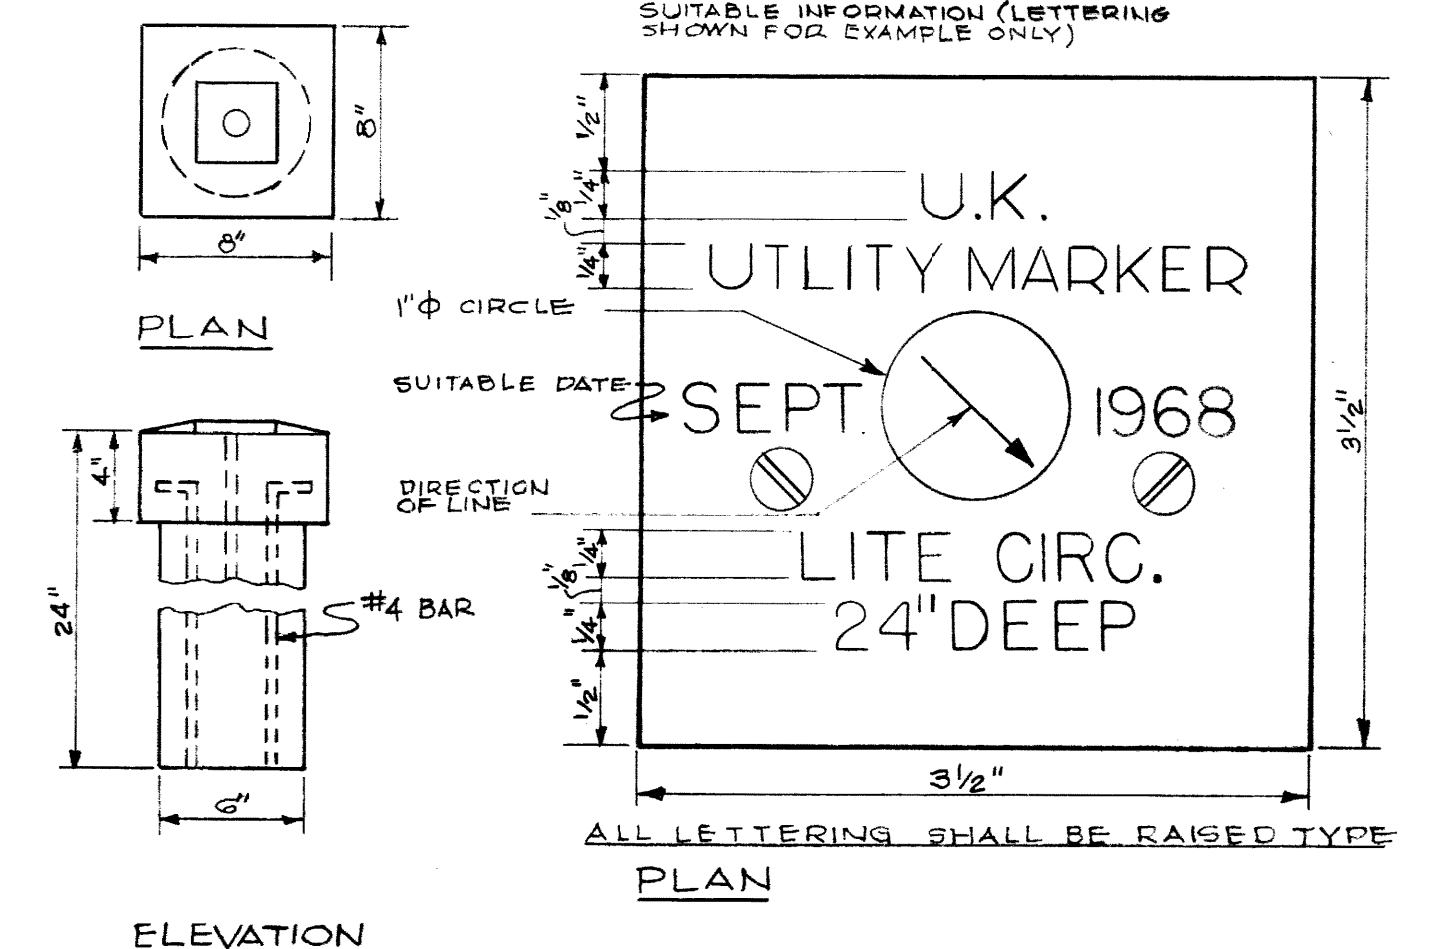 SUITABLE INFORMATION (LETTERING
SHOWN FOR EXAMPLE ONLY)
8"
8"
PLAN
1/2"
1/4"
1/8"
1/4"
U.K.
UTLITY MARKER
1"Φ CIRCLE
SUITABLE DATE
SEPT. 1968
DIRECTION
OF LINE
LITE CIRC.
24" DEEP
1/4"
1/8"
1/4"
1/2"
3 1/2"
3 1/2"
ALL LETTERING SHALL BE RAISED TYPE
PLAN
4"
24"
#4 BAR
6"
ELEVATION